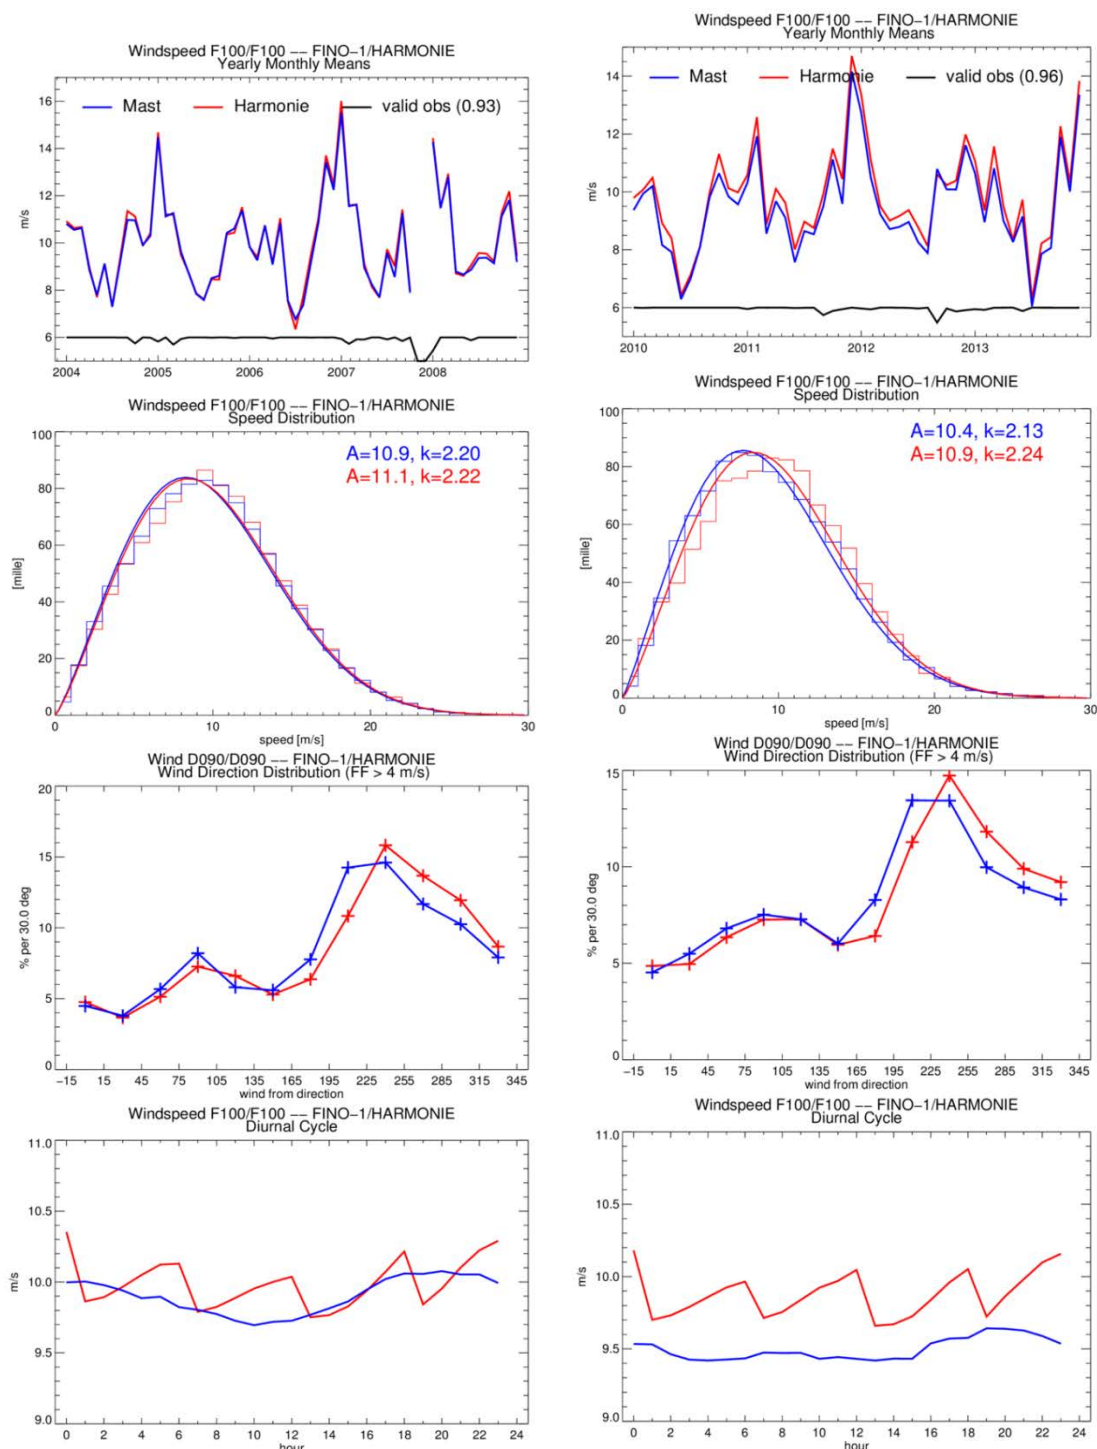 Windspeed F100/F100 -- FINO-1/HARMONIE
Yearly Monthly Means
Mast Harmonie valid obs (0.93)
16
14
12
10
8
6
m/s
2004 2005 2006 2007 2008
Windspeed F100/F100 -- FINO-1/HARMONIE
Speed Distribution
A=10.9, k=2.20
A=11.1, k=2.22
100
80
60
40
20
0
[mille]
0 10 20 30
speed [m/s]
Wind D090/D090 -- FINO-1/HARMONIE
Wind Direction Distribution (FF > 4 m/s)
20
15
10
5
0
% per 30.0 deg
-15 15 45 75 105 135 165 195 225 255 285 315 345
wind from direction
Windspeed F100/F100 -- FINO-1/HARMONIE
Diurnal Cycle
11.0
10.5
10.0
9.5
9.0
m/s
0 2 4 6 8 10 12 14 16 18 20 22 24
hour
Windspeed F100/F100 -- FINO-1/HARMONIE
Yearly Monthly Means
Mast Harmonie valid obs (0.96)
14
12
10
8
6
m/s
2010 2011 2012 2013
Windspeed F100/F100 -- FINO-1/HARMONIE
Speed Distribution
A=10.4, k=2.13
A=10.9, k=2.24
100
80
60
40
20
0
[mille]
0 10 20 30
speed [m/s]
Wind D090/D090 -- FINO-1/HARMONIE
Wind Direction Distribution (FF > 4 m/s)
15
10
5
0
% per 30.0 deg
-15 15 45 75 105 135 165 195 225 255 285 315 345
wind from direction
Windspeed F100/F100 -- FINO-1/HARMONIE
Diurnal Cycle
11.0
10.5
10.0
9.5
9.0
m/s
0 2 4 6 8 10 12 14 16 18 20 22 24
hour